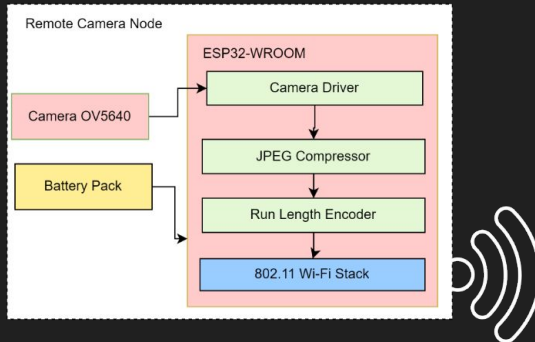 Remote Camera Node
ESP32-WROOM
Camera Driver
Camera OV5640
JPEG Compressor
Battery Pack
Run Length Encoder
802.11 Wi-Fi Stack